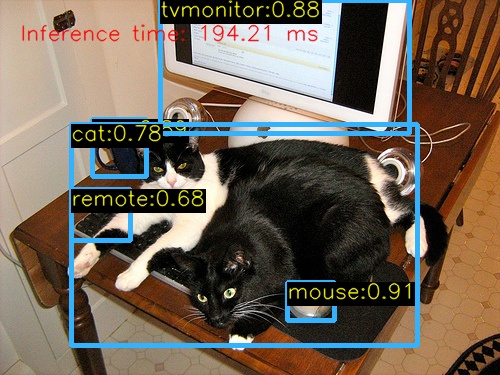 tvmonitor:0.88
Inference time: 194.21 ms
cat:0.78
remote:0.68
mouse:0.91